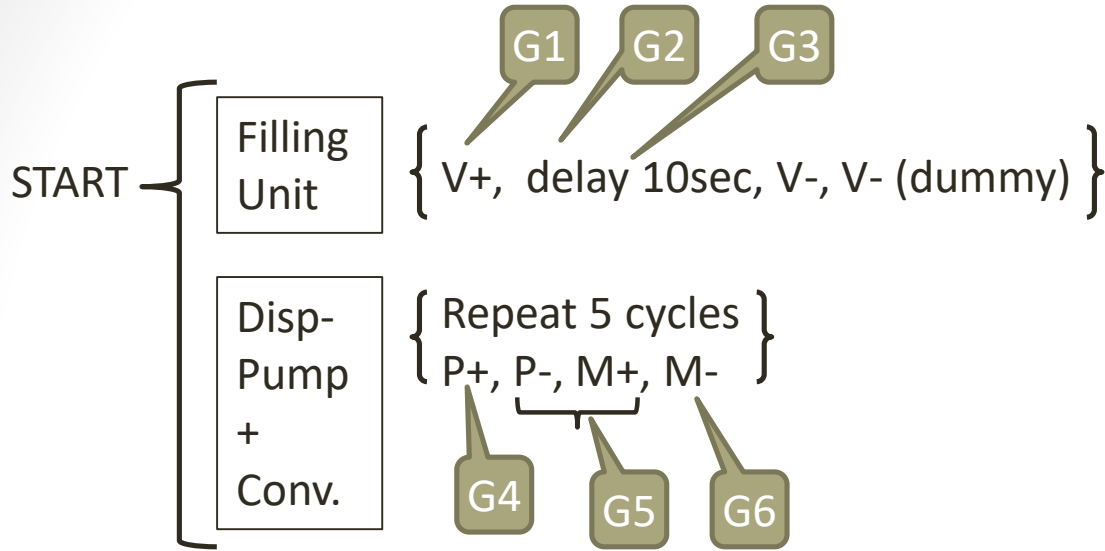 G1 G2 G3
START
Filling
Unit
V+, delay 10sec, V-, V- (dummy)
Disp-
Pump
+
Conv.
Repeat 5 cycles
P+, P-, M+, M-
G4 G5 G6